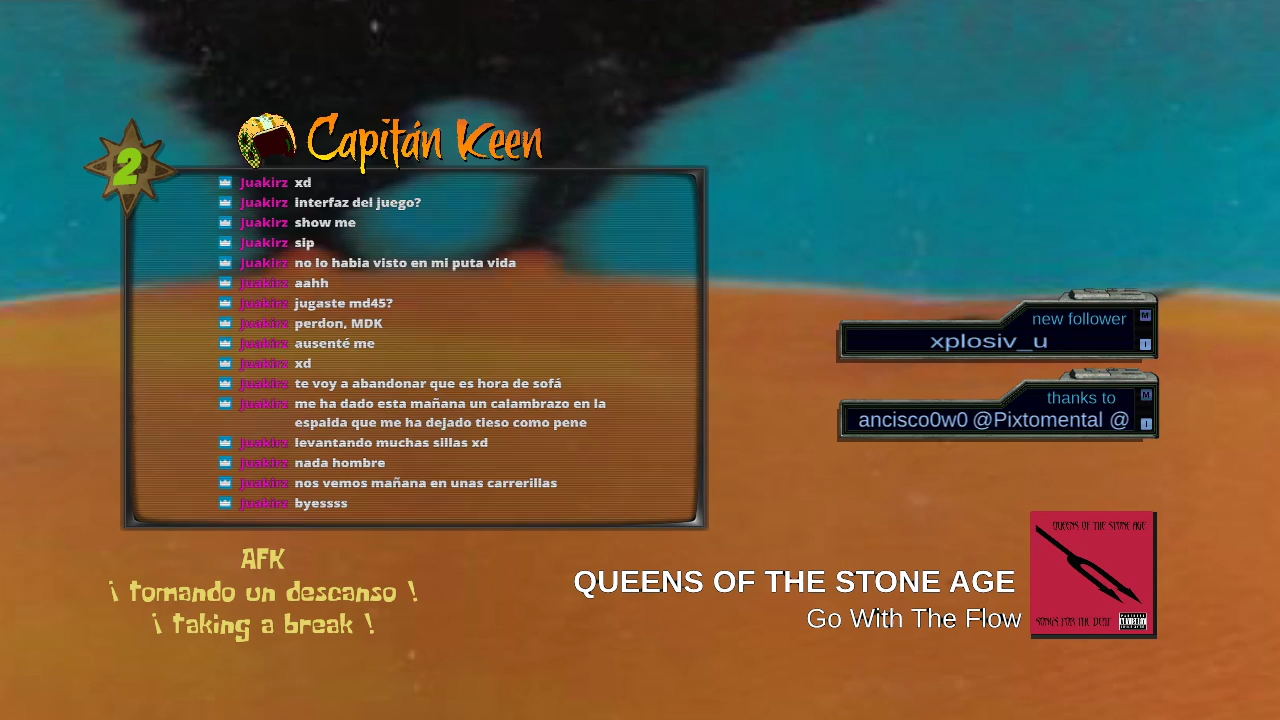 Capitán Keen
2
Juakirz xd
Juakirz interfaz del juego?
Juakirz show me
Juakirz sip
Juakirz no lo habia visto en mi puta vida
Juakirz aahh
Juakirz jugaste md45?
Juakirz perdon, MDK
Juakirz ausenté me
Juakirz xd
Juakirz te voy a abandonar que es hora de sofá
Juakirz me ha dado esta mañana un calambrazo en la
espalda que me ha dejado tieso como pene
Juakirz levantando muchas sillas xd
Juakirz nada hombre
Juakirz nos vemos mañana en unas carrerillas
Juakirz byessss
new follower
M
xplosiv_u
I
thanks to
M
ancisco0w0 @Pixtomental @
I
AFK
¡ tomando un descanso !
¡ taking a break !
QUEENS OF THE STONE AGE
Go With The Flow
QUEENS OF THE STONE AGE
SONGS FOR THE DEAF